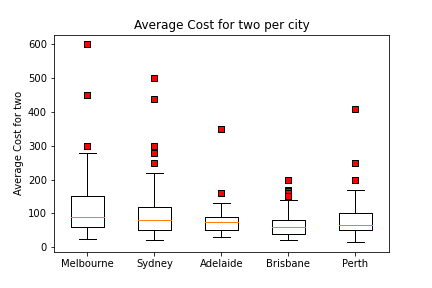 Average Cost for two per city
Average Cost for two
600
500
400
300
200
100
0
Melbourne Sydney Adelaide Brisbane Perth